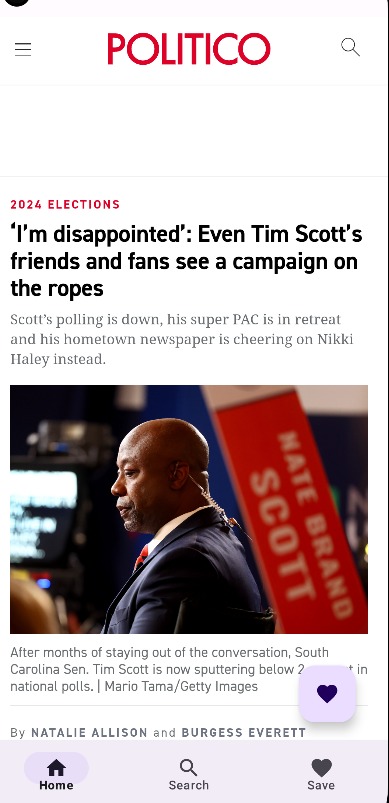 POLITICO
2024 ELECTIONS
‘I’m disappointed’: Even Tim Scott’s
friends and fans see a campaign on
the ropes
Scott’s polling is down, his super PAC is in retreat
and his hometown newspaper is cheering on Nikki
Haley instead.
NATE BRAND
SCOTT
After months of staying out of the conversation, South
Carolina Sen. Tim Scott is now sputtering below 2 in
national polls. | Mario Tama/Getty Images
By NATALIE ALLISON and BURGESS EVERETT
Home
Search
Save